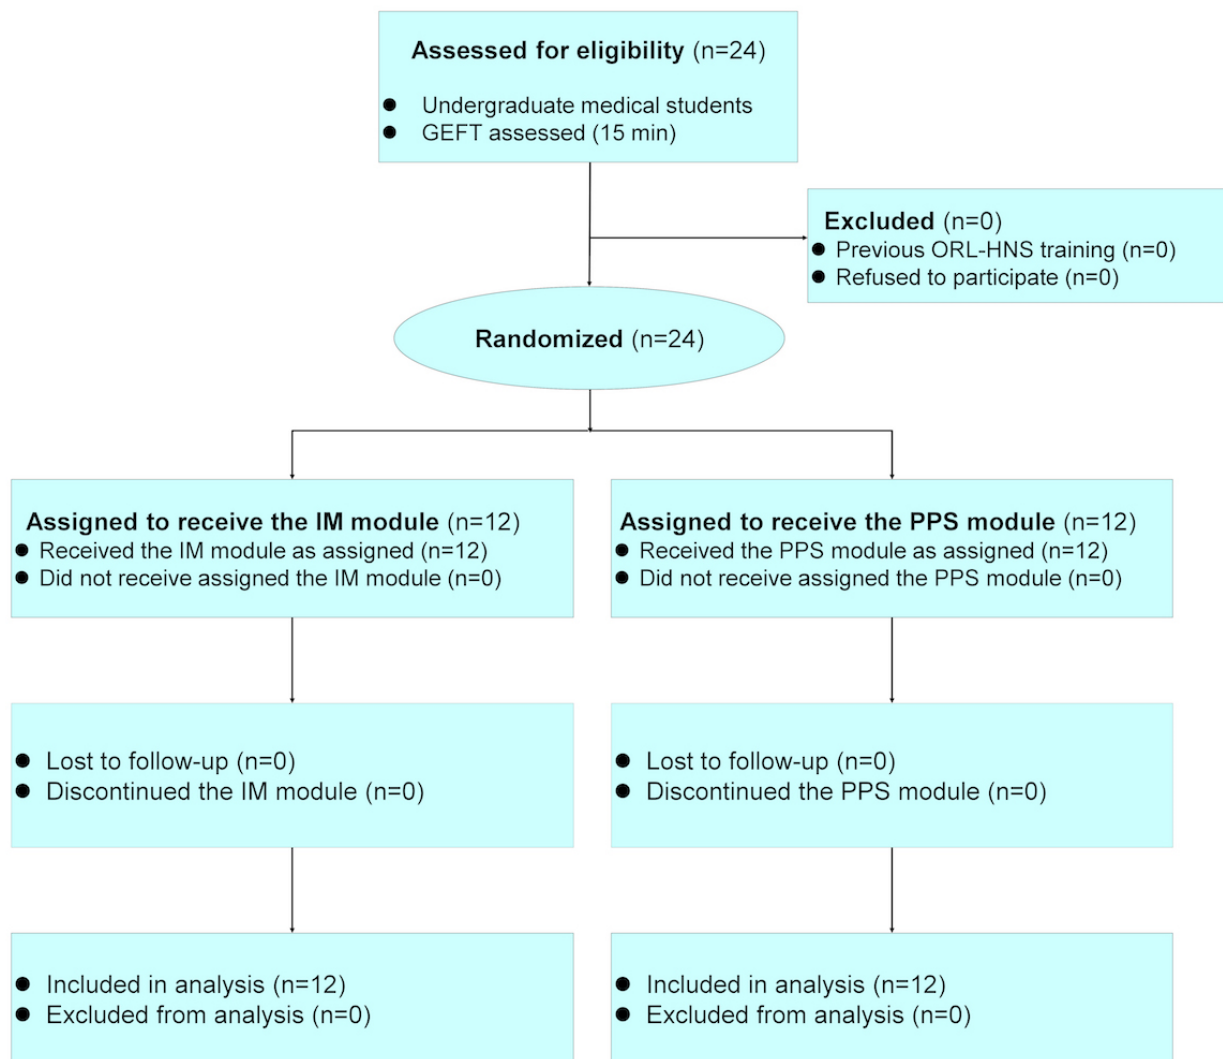 Assessed for eligibility (n=24)
● Undergraduate medical students
● GEFT assessed (15 min)
Excluded (n=0)
● Previous ORL-HNS training (n=0)
● Refused to participate (n=0)
Randomized (n=24)
Assigned to receive the IM module (n=12)
● Received the IM module as assigned (n=12)
● Did not receive assigned the IM module (n=0)
Assigned to receive the PPS module (n=12)
● Received the PPS module as assigned (n=12)
● Did not receive assigned the PPS module (n=0)
● Lost to follow-up (n=0)
● Discontinued the IM module (n=0)
● Lost to follow-up (n=0)
● Discontinued the PPS module (n=0)
● Included in analysis (n=12)
● Excluded from analysis (n=0)
● Included in analysis (n=12)
● Excluded from analysis (n=0)